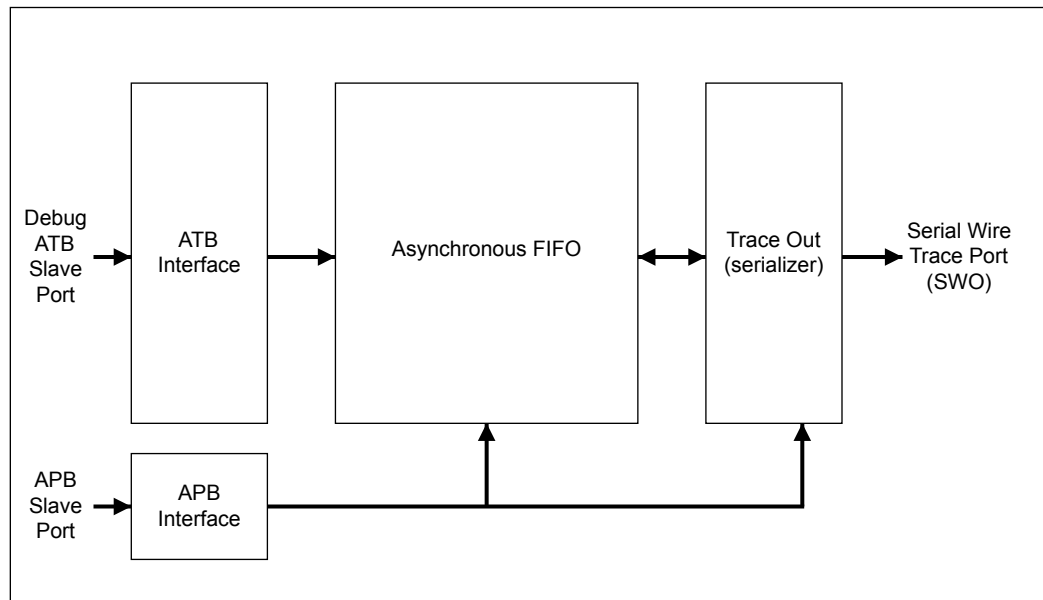 Debug
ATB
Slave
Port
ATB
Interface
Asynchronous FIFO
Trace Out
(serializer)
Serial Wire
Trace Port
(SWO)
APB
Slave
Port
APB
Interface